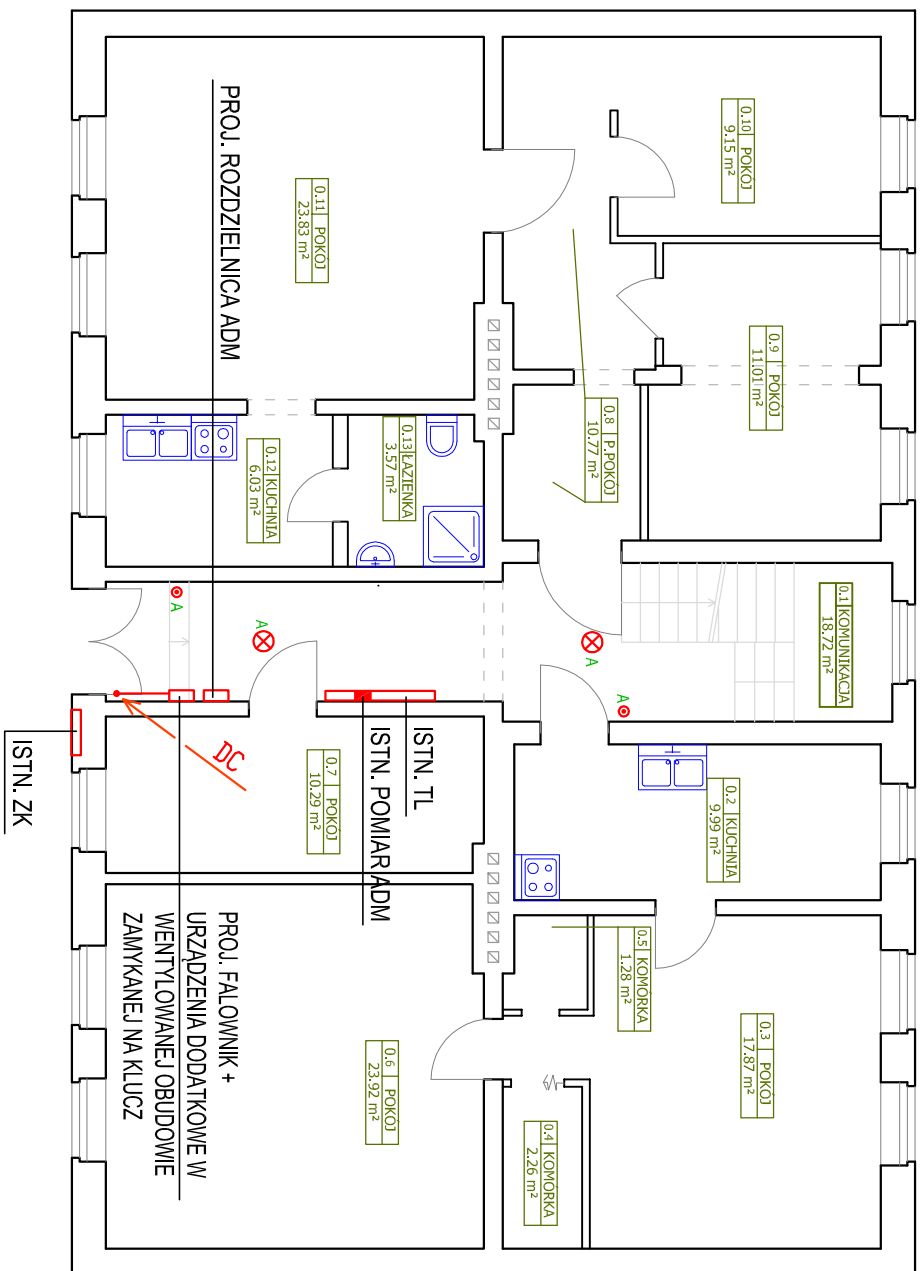 0.10 POKÓJ
9.15 m²
0.9 POKÓJ
11.01 m²
0.1 KOMUNIKACJA
18.72 m²
0.2 KUCHNIA
9.99 m²
0.3 POKÓJ
17.87 m²
0.8 P.POKÓJ
10.77 m²
0.5 KOMÓRKA
1.28 m²
0.4 KOMÓRKA
2.26 m²
0.11 POKÓJ
23.83 m²
0.13 ŁAZIENKA
3.57 m²
0.12 KUCHNIA
6.03 m²
0.7 POKÓJ
10.29 m²
0.6 POKÓJ
23.92 m²
A
A
A
A
DC
PROJ. ROZDZIELNICA ADM
ISTN. TL
ISTN. POMIAR ADM
PROJ. FALOWNIK +
URZĄDZENIA DODATKOWE W
WENTYLOWANEJ OBUDOWIE
ZAMYKANEJ NA KLUCZ
ISTN. ZK